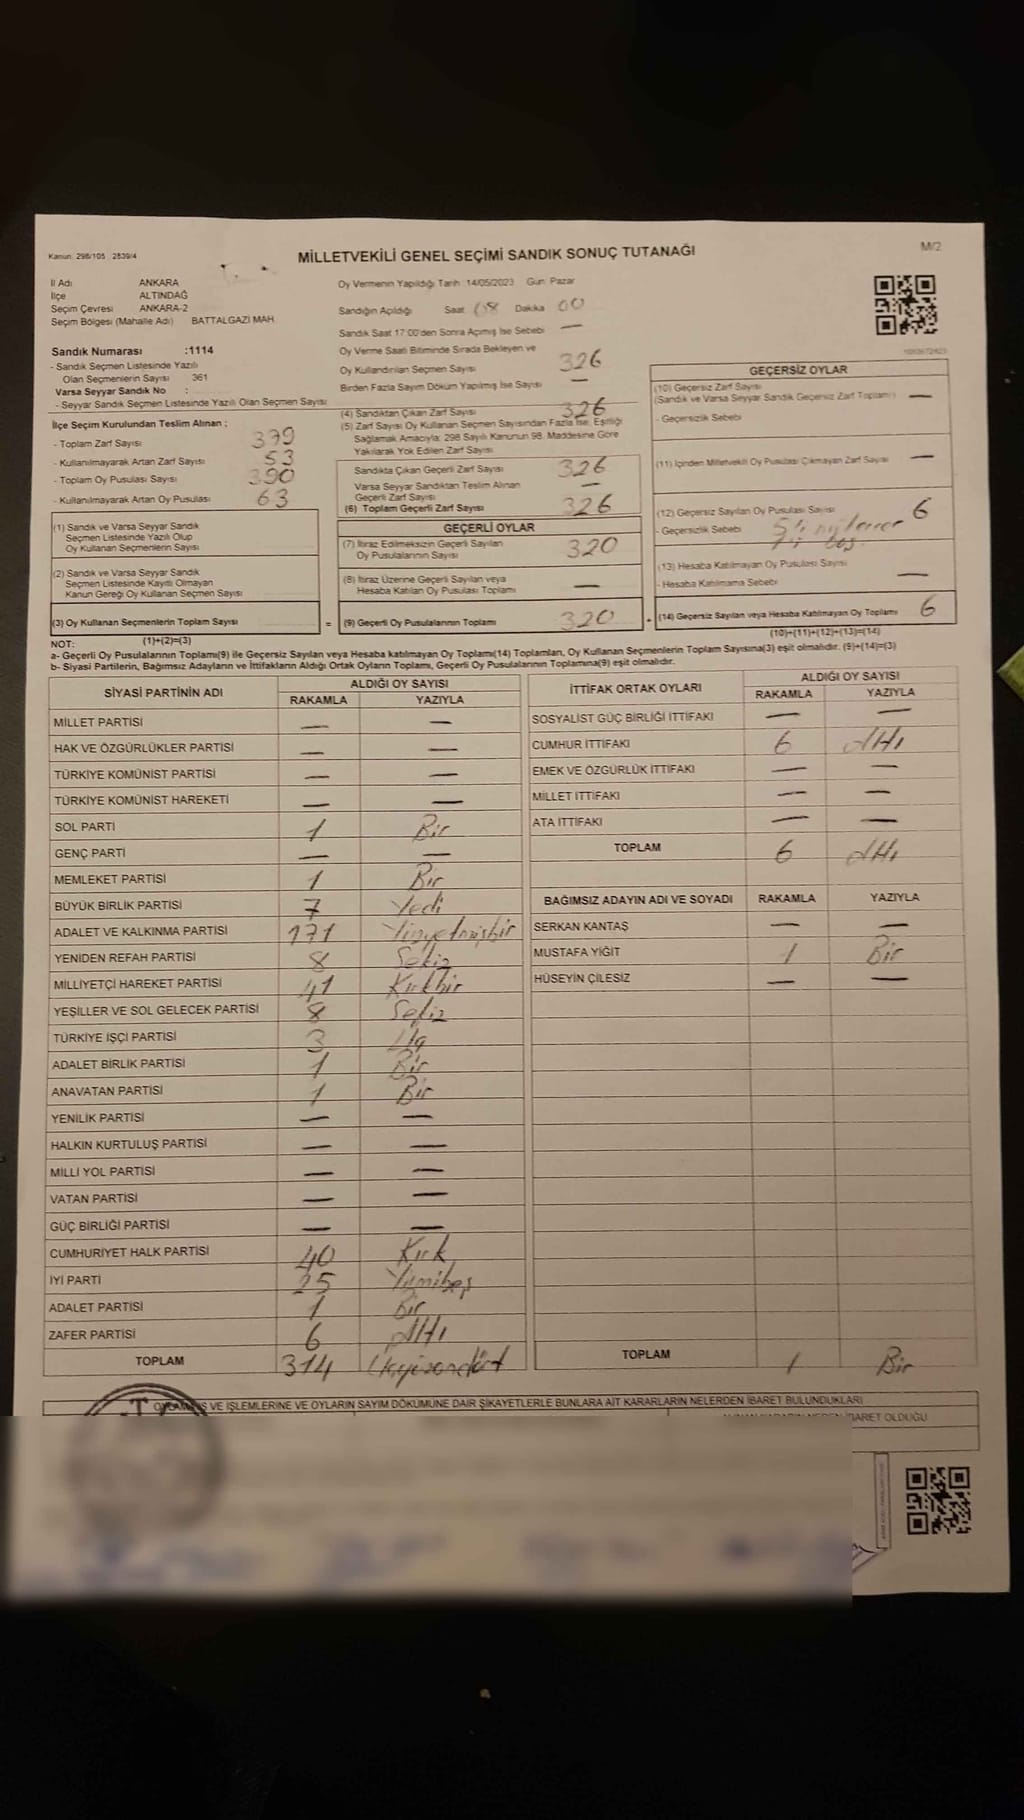 Kanun: 298/105 2839/4
MİLLETVEKİLİ GENEL SEÇİMİ SANDIK SONUÇ TUTANAĞI
M/2
İl Adı ANKARA
İlçe ALTINDAĞ
Seçim Çevresi ANKARA-2
Seçim Bölgesi (Mahalle Adı) BATTALGAZİ MAH.
Sandık Numarası :1114
- Sandık Seçmen Listesinde Yazılı
Olan Seçmenlerin Sayısı 361
Varsa Seyyar Sandık No :
- Seyyar Sandık Seçmen Listesinde Yazılı Olan Seçmen Sayısı
İlçe Seçim Kurulundan Teslim Alınan :
- Toplam Zarf Sayısı 379
- Kullanılmayarak Artan Zarf Sayısı 53
- Toplam Oy Pusulası Sayısı 390
- Kullanılmayarak Artan Oy Pusulası 63
(1) Sandık ve Varsa Seyyar Sandık
Seçmen Listesinde Yazılı Olup
Oy Kullanan Seçmenlerin Sayısı
(2) Sandık ve Varsa Seyyar Sandık
Seçmen Listesinde Kayıtlı Olmayan
Kanun Gereği Oy Kullanan Seçmen Sayısı
(3) Oy Kullanan Seçmenlerin Toplam Sayısı =
Oy Vermenin Yapıldığı Tarih 14/05/2023 Gün: Pazar
Sandığın Açıldığı Saat 08 Dakika 00
Sandık Saat 17:00'den Sonra Açımış İse Sebebi —
Oy Verme Saati Bitiminde Sırada Bekleyen ve
Oy Kullandırılan Seçmen Sayısı 326
Birden Fazla Sayım Döküm Yapılmış İse Sayısı —
(4) Sandıktan Çıkan Zarf Sayısı 326
(5) Zarf Sayısı Oy Kullanan Seçmen Sayısından Fazla İse, Eşitliği
Sağlamak Amacıyla; 298 Sayılı Kanunun 98. Maddesine Göre
Yakılarak Yok Edilen Zarf Sayısı
Sandıkta Çıkan Geçerli Zarf Sayısı 326
Varsa Seyyar Sandıktan Teslim Alınan
Geçerli Zarf Sayısı —
(6) Toplam Geçerli Zarf Sayısı 326
GEÇERLİ OYLAR
(7) İtiraz Edilmeksizin Geçerli Sayılan
Oy Pusulalarının Sayısı 320
(8) İtiraz Üzerine Geçerli Sayılan veya
Hesaba Katılan Oy Pusulası Toplamı —
(9) Geçerli Oy Pusulalarının Toplamı 320 +
GEÇERSİZ OYLAR
(10) Geçersiz Zarf Sayısı
(Sandık ve Varsa Seyyar Sandık Geçersiz Zarf Toplamı) —
- Geçersizlik Sebebi
(11) İçinden Milletvekili Oy Pusulası Çıkmayan Zarf Sayısı —
(12) Geçersiz Sayılan Oy Pusulası Sayısı 6
- Geçersizlik Sebebi
(13) Hesaba Katılmayan Oy Pusulası Sayısı
- Hesaba Katılmama Sebebi —
(14) Geçersiz Sayılan veya Hesaba Katılmayan Oy Toplamı 6
NOT: (1)+(2)=(3) (10)+(11)+(12)+(13)=(14)
a- Geçerli Oy Pusulalarının Toplamı(9) ile Geçersiz Sayılan veya Hesaba katılmayan Oy Toplamı(14) Toplamları, Oy Kullanan Seçmenlerin Toplam Sayısına(3) eşit olmalıdır. (9)+(14)=(3)
b- Siyasi Partilerin, Bağımsız Adayların ve İttifakların Aldığı Ortak Oyların Toplamı, Geçerli Oy Pusulalarının Toplamına(9) eşit olmalıdır.
SİYASİ PARTİNİN ADI ALDIĞI OY SAYISI
RAKAMLA YAZIYLA
MİLLET PARTİSİ — —
HAK VE ÖZGÜRLÜKLER PARTİSİ — —
TÜRKİYE KOMÜNİST PARTİSİ — —
TÜRKİYE KOMÜNİST HAREKETİ — —
SOL PARTİ 1 Bir
GENÇ PARTİ — —
MEMLEKET PARTİSİ 1 Bir
BÜYÜK BİRLİK PARTİSİ 7 Yedi
ADALET VE KALKINMA PARTİSİ 171 Yüzyetmişbir
YENİDEN REFAH PARTİSİ 8 Sekiz
MİLLİYETÇİ HAREKET PARTİSİ 41 Kırkbir
YEŞİLLER VE SOL GELECEK PARTİSİ 8 Sekiz
TÜRKİYE İŞÇİ PARTİSİ 3 Üç
ADALET BİRLİK PARTİSİ 1 Bir
ANAVATAN PARTİSİ 1 Bir
YENİLİK PARTİSİ — —
HALKIN KURTULUŞ PARTİSİ — —
MİLLİ YOL PARTİSİ — —
VATAN PARTİSİ — —
GÜÇ BİRLİĞİ PARTİSİ — —
CUMHURİYET HALK PARTİSİ 40 Kırk
İYİ PARTİ 25 Yirmibeş
ADALET PARTİSİ 1 Bir
ZAFER PARTİSİ 6 Altı
TOPLAM 314 Üçyüzondört
İTTİFAK ORTAK OYLARI ALDIĞI OY SAYISI
RAKAMLA YAZIYLA
SOSYALİST GÜÇ BİRLİĞİ İTTİFAKI — —
CUMHUR İTTİFAKI 6 Altı
EMEK VE ÖZGÜRLÜK İTTİFAKI — —
MİLLET İTTİFAKI — —
ATA İTTİFAKI — —
TOPLAM 6 Altı
BAĞIMSIZ ADAYIN ADI VE SOYADI RAKAMLA YAZIYLA
SERKAN KANTAŞ — —
MUSTAFA YİĞİT 1 Bir
HÜSEYİN ÇİLESİZ — —
TOPLAM 1 Bir
VE İŞLEMLERİNE VE OYLARIN SAYIM DÖKÜMÜNE DAİR ŞİKAYETLERLE BUNLARA AİT KARARLARIN NELERDEN İBARET BULUNDUKLARI
İBARET OLDUĞU